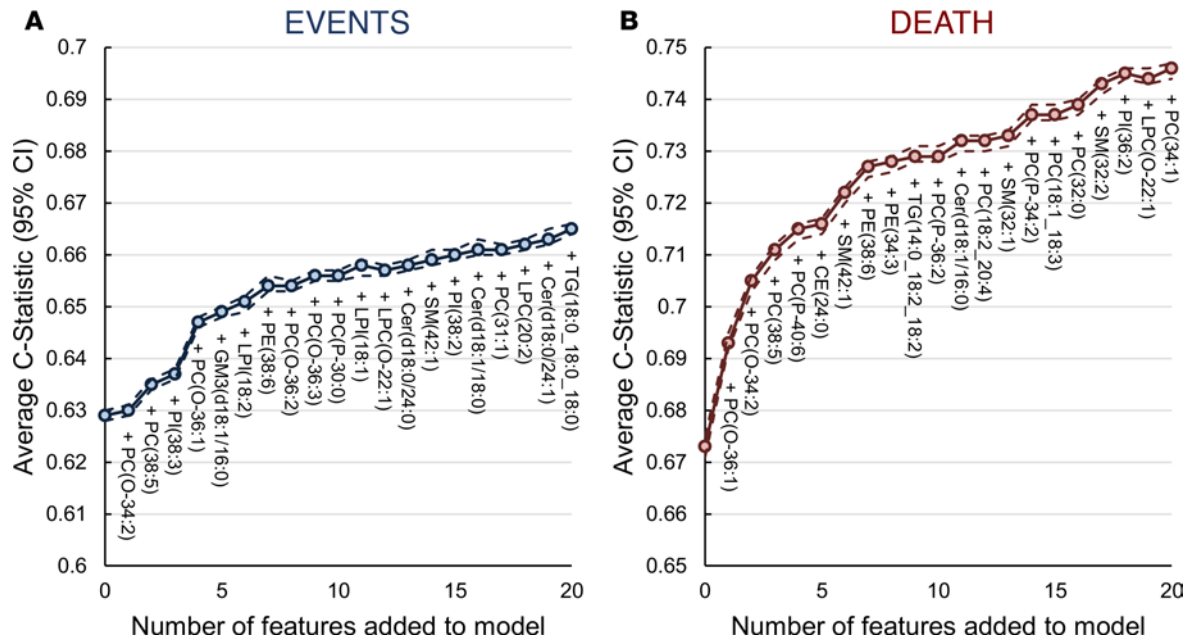 A
EVENTS
Average C-Statistic (95% CI)
0.7
0.69
0.68
0.67
0.66
0.65
0.64
0.63
0.62
0.61
0.6
+ PC(O-34:2)
+ PC(38:5)
+ PI(38:3)
+ PC(O-36:1)
+ GM3(d18:1/16:0)
+ LPI(18:2)
+ PE(38:6)
+ PC(O-36:2)
+ PC(O-36:3)
+ PC(P-30:0)
+ LPI(18:1)
+ LPC(O-22:1)
+ Cer(d18:0/24:0)
+ SM(42:1)
+ PI(38:2)
+ Cer(d18:1/18:0)
+ PC(31:1)
+ LPC(20:2)
+ Cer(d18:0/24:1)
+ TG(18:0_18:0_18:0)
0 5 10 15 20
Number of features added to model
B
DEATH
Average C-Statistic (95% CI)
0.75
0.74
0.73
0.72
0.71
0.7
0.69
0.68
0.67
0.66
0.65
+ PC(O-36:1)
+ PC(O-34:2)
+ PC(38:5)
+ PC(P-40:6)
+ CE(24:0)
+ SM(42:1)
+ PE(38:6)
+ PE(34:3)
+ TG(14:0_18:2_18:2)
+ PC(P-36:2)
+ Cer(d18:1/16:0)
+ PC(18:2_20:4)
+ SM(32:1)
+ PC(P-34:2)
+ PC(18:1_18:3)
+ PC(32:0)
+ SM(32:2)
+ PI(36:2)
+ LPC(O-22:1)
+ PC(34:1)
0 5 10 15 20
Number of features added to model